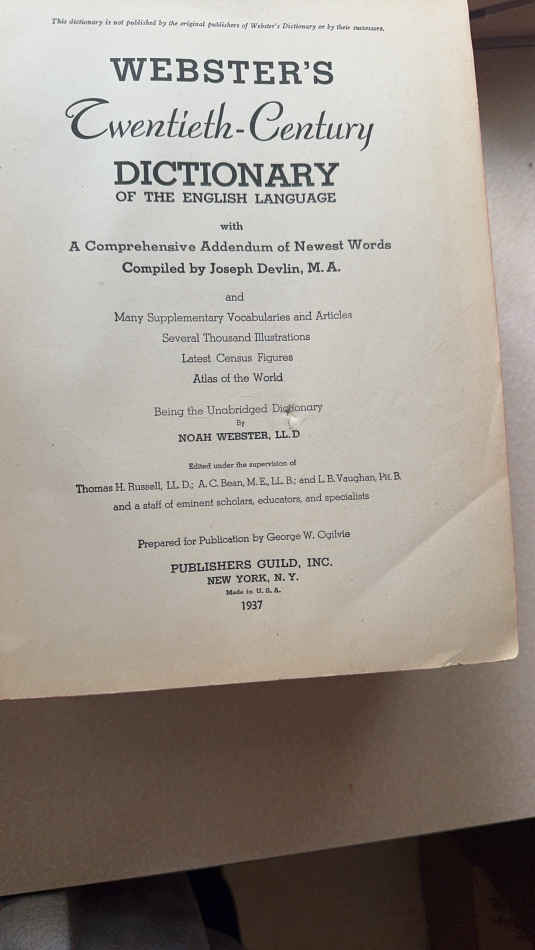 This dictionary is not published by the original publishers of Webster's Dictionary or by their successors.
WEBSTER'S
Twentieth-Century
DICTIONARY
OF THE ENGLISH LANGUAGE
with
A Comprehensive Addendum of Newest Words
Compiled by Joseph Devlin, M. A.
and
Many Supplementary Vocabularies and Articles
Several Thousand Illustrations
Latest Census Figures
Atlas of the World
Being the Unabridged Dictionary
By
NOAH WEBSTER, LL.D
Edited under the supervision of
Thomas H. Russell, LL. D.; A. C. Bean, M. E., LL. B.; and L. B. Vaughan, PH. B.
and a staff of eminent scholars, educators, and specialists
Prepared for Publication by George W. Ogilvie
PUBLISHERS GUILD, INC.
NEW YORK, N. Y.
Made in U. S. A.
1937